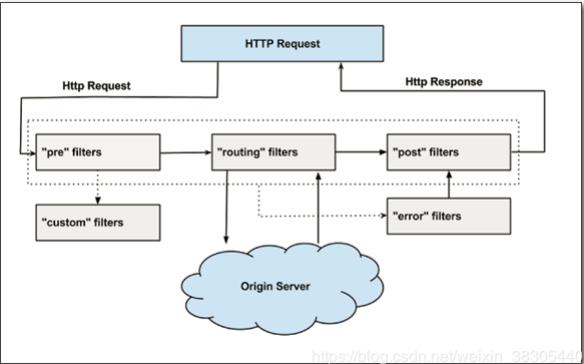 HTTP Request
Http Request
Http Response
"pre" filters
"routing" filters
"post" filters
"custom" filters
"error" filters
Origin Server
https://blog.csdn.net/weixin_38305440